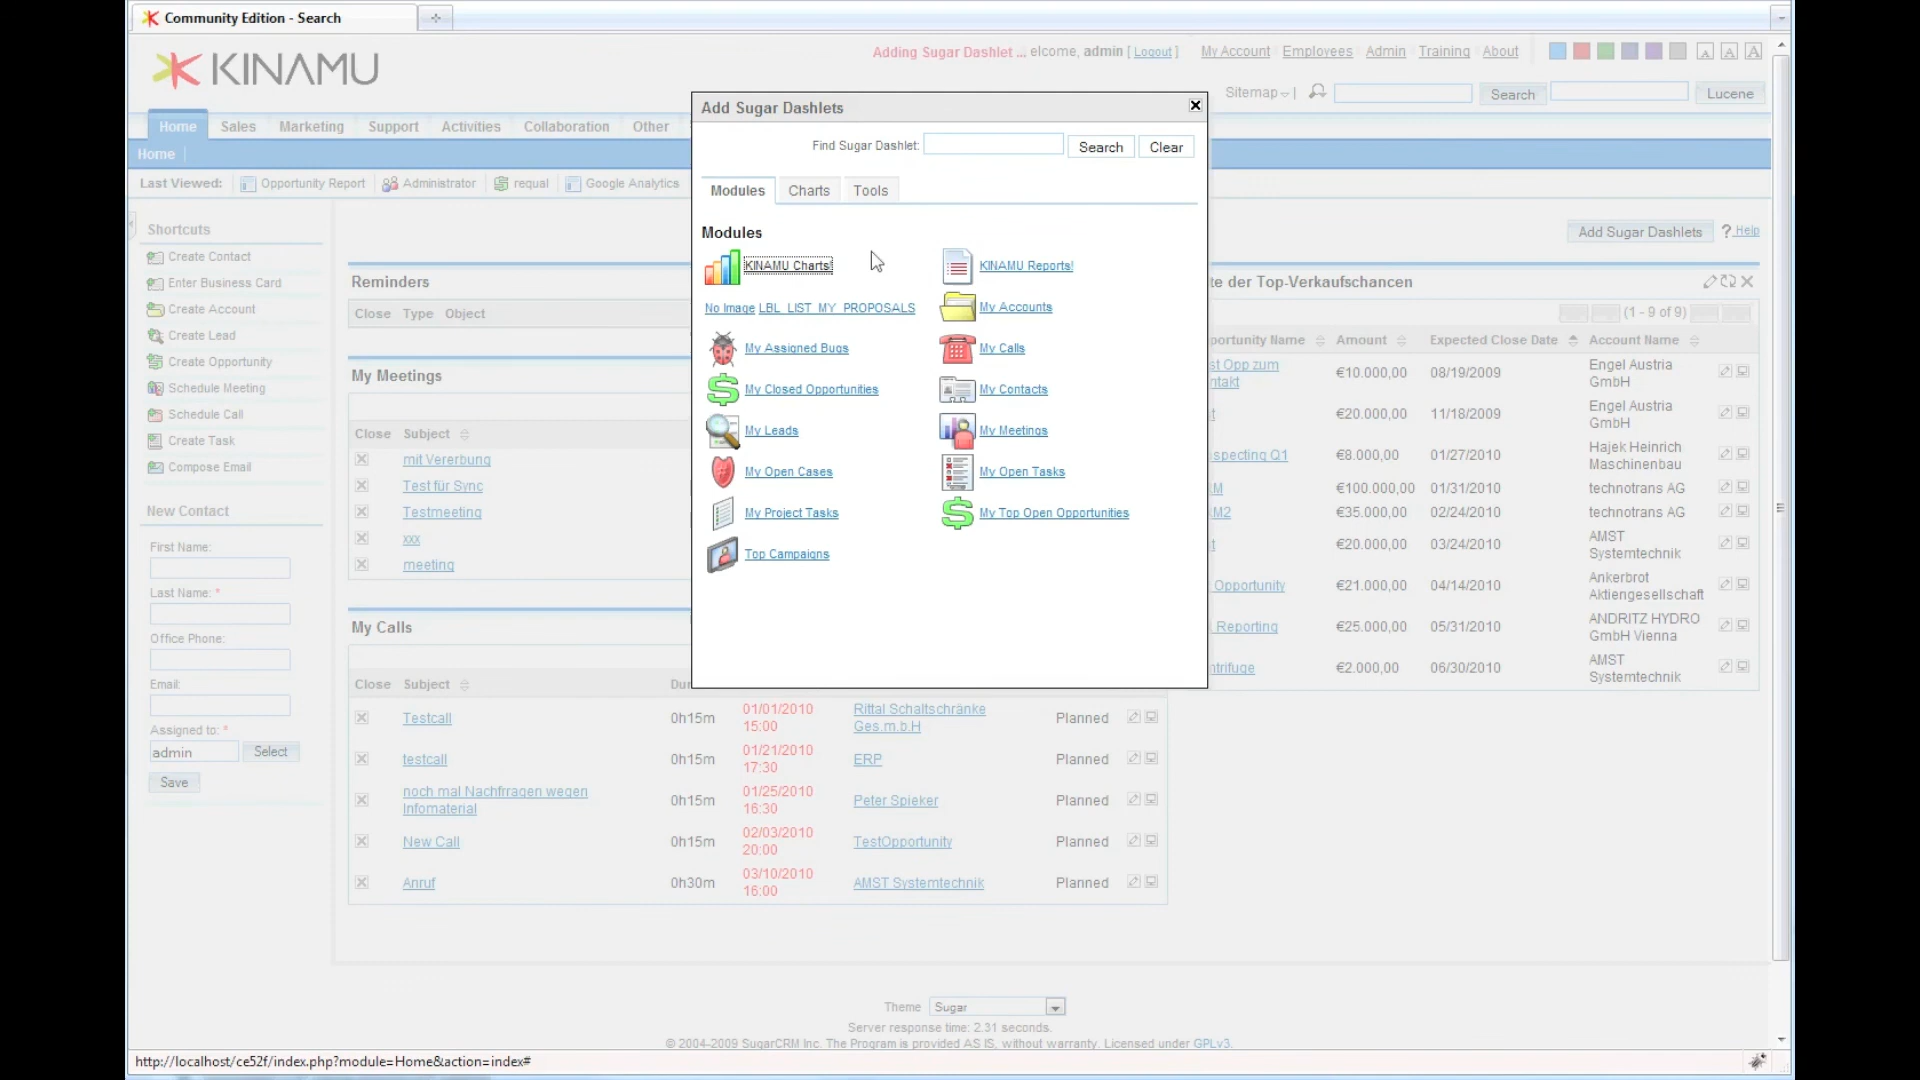 Community Edition - Search
KINAMU
Adding Sugar Dashlet ... elcome, admin [ Logout ] My Account Employees Admin Training About
Sitemap Search Lucene
Home Sales Marketing Support Activities Collaboration Other
Home
Last Viewed: Opportunity Report Administrator requal Google Analytics
Shortcuts
Create Contact
Enter Business Card
Create Account
Create Lead
Create Opportunity
Schedule Meeting
Schedule Call
Create Task
Compose Email
New Contact
First Name:
Last Name: *
Office Phone:
Email:
Assigned to: *
admin Select
Save
Add Sugar Dashlets ? Help
Reminders
Close Type Object
My Meetings
Close Subject
mit Vererbung
Test für Sync
Testmeeting
xxx
meeting
My Calls
Close Subject
Testcall 0h15m 01/01/2010 15:00 Rittal Schaltschränke Ges.m.b.H Planned
testcall 0h15m 01/21/2010 17:30 ERP Planned
noch mal Nachfrragen wegen Infomaterial 0h15m 01/25/2010 16:30 Peter Spieker Planned
New Call 0h15m 02/03/2010 20:00 TestOpportunity Planned
Anruf 0h30m 03/10/2010 16:00 AMST Systemtechnik Planned
Add Sugar Dashlets
Find Sugar Dashlet: Search Clear
Modules Charts Tools
Modules
KINAMU Charts! KINAMU Reports!
No Image LBL_LIST_MY_PROPOSALS My Accounts
My Assigned Bugs My Calls
My Closed Opportunities My Contacts
My Leads My Meetings
My Open Cases My Open Tasks
My Project Tasks My Top Open Opportunities
Top Campaigns
te der Top-Verkaufschancen
(1 - 9 of 9)
portunity Name Amount Expected Close Date Account Name
st Opp zum ntakt €10.000,00 08/19/2009 Engel Austria GmbH
t €20.000,00 11/18/2009 Engel Austria GmbH
specting Q1 €8.000,00 01/27/2010 Hajek Heinrich Maschinenbau
M €100.000,00 01/31/2010 technotrans AG
M2 €35.000,00 02/24/2010 technotrans AG
t €20.000,00 03/24/2010 AMST Systemtechnik
Opportunity €21.000,00 04/14/2010 Ankerbrot Aktiengesellschaft
Reporting €25.000,00 05/31/2010 ANDRITZ HYDRO GmbH Vienna
ntrifuge €2.000,00 06/30/2010 AMST Systemtechnik
Theme Sugar
Server response time: 2.31 seconds.
© 2004-2009 SugarCRM Inc. The Program is provided AS IS, without warranty. Licensed under GPLv3.
http://localhost/ce52f/index.php?module=Home&action=index#